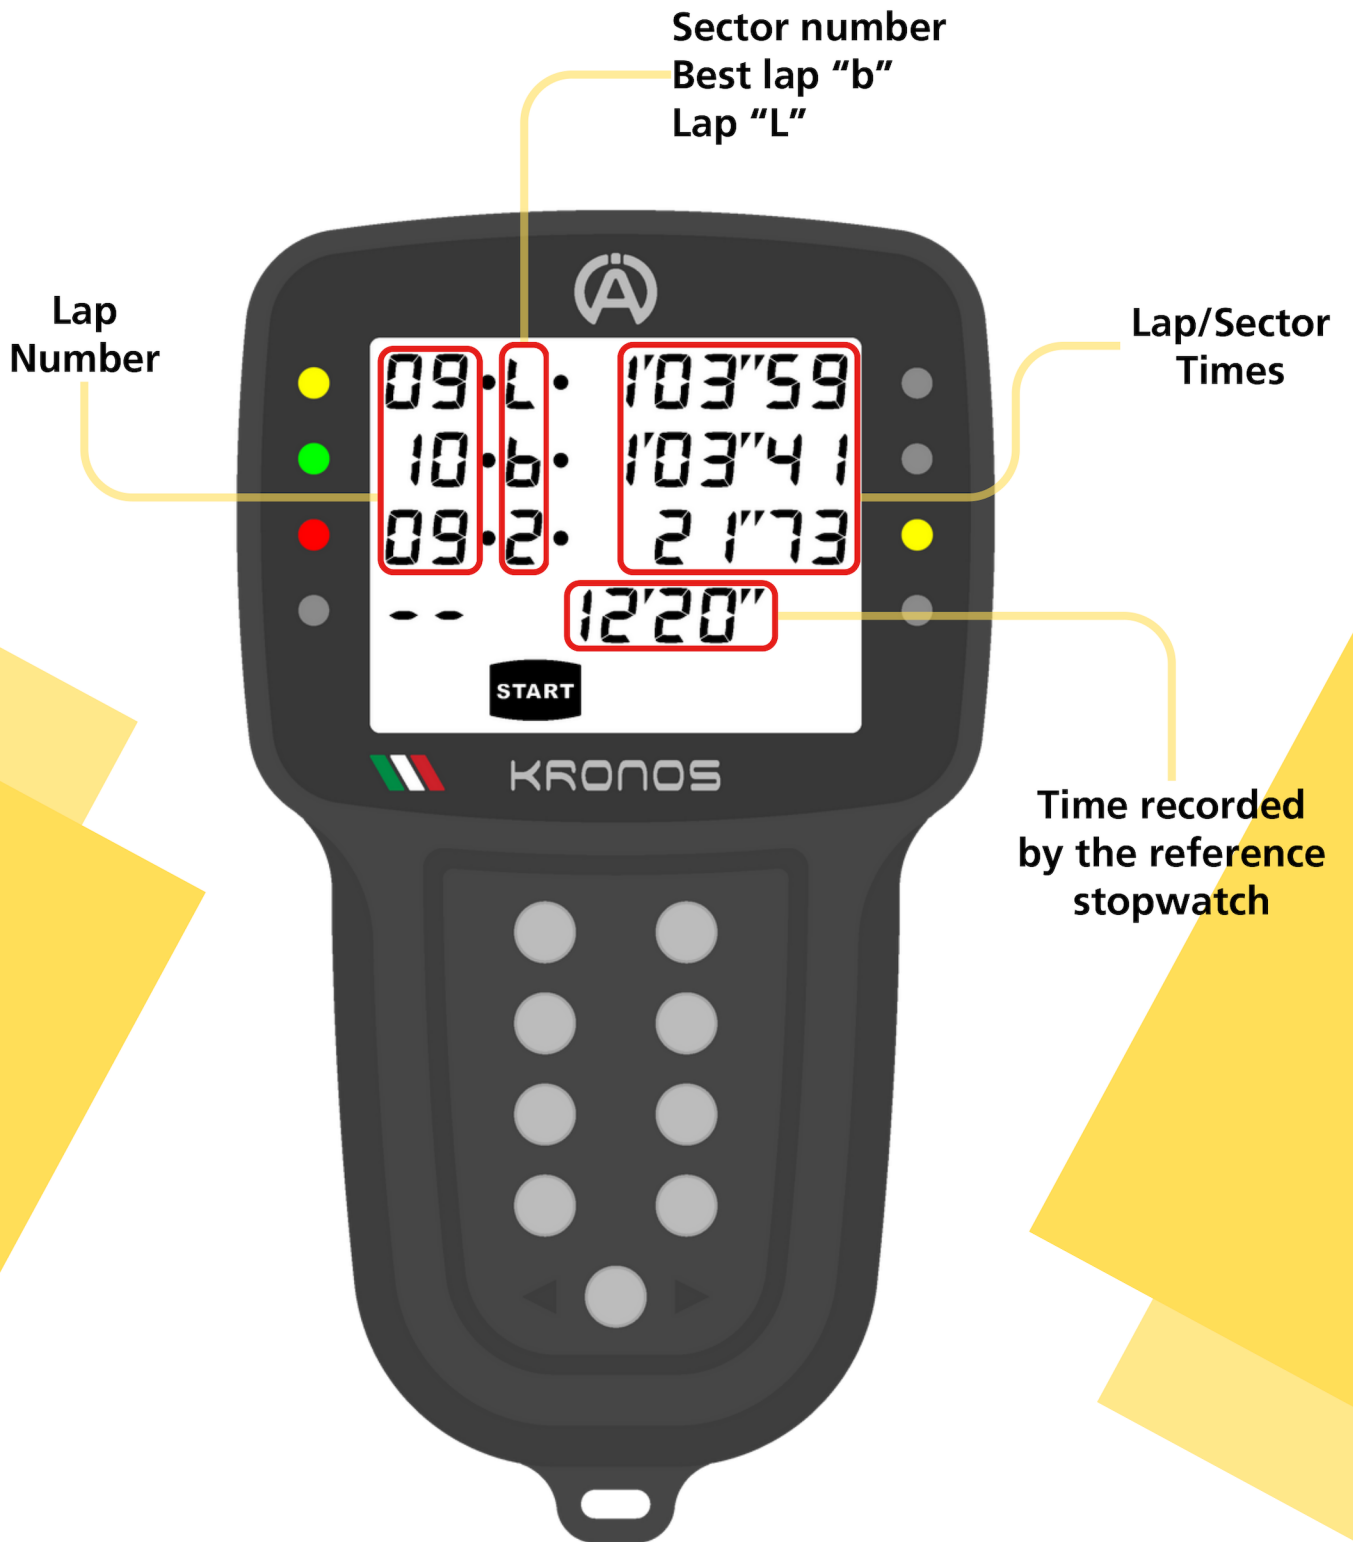 Sector number
Best lap “b”
Lap “L”
Lap
Number
Lap/Sector
Times
09·L· 1'03"59
10·b· 1'03"41
09·2· 21"73
-- 12'20"
START
KRONOS
Time recorded
by the reference
stopwatch